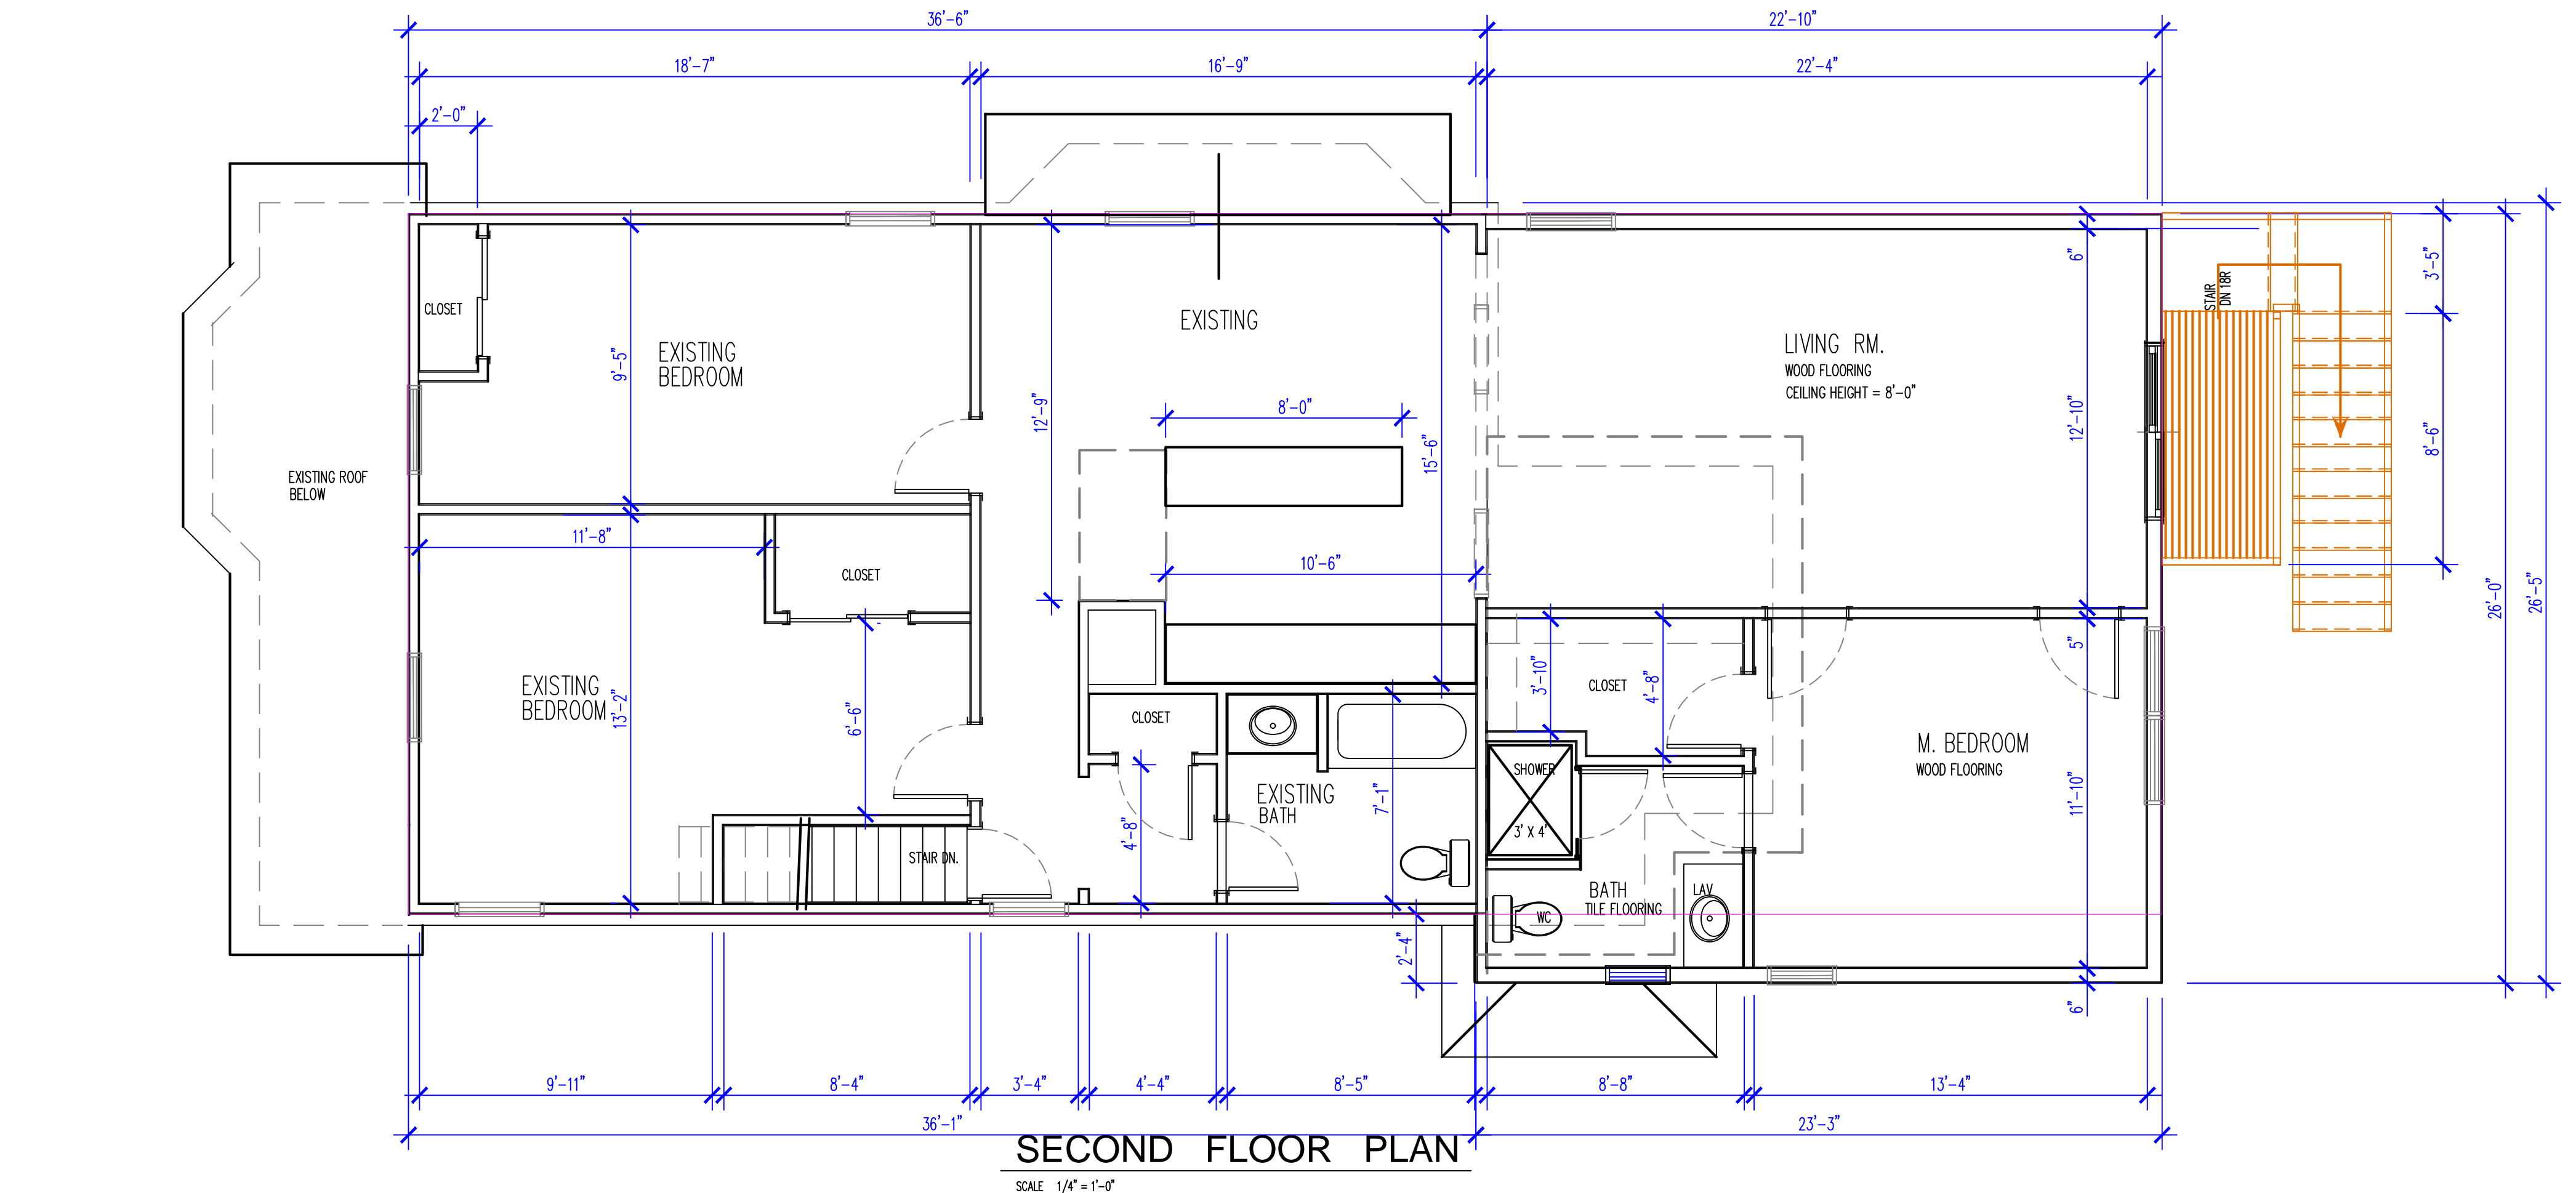 36'-6"
22'-10"
18'-7"
16'-9"
22'-4"
2'-0"
CLOSET
EXISTING
BEDROOM
9'-5"
EXISTING
12'-9"
8'-0"
15'-6"
10'-6"
LIVING RM.
WOOD FLOORING
CEILING HEIGHT = 8'-0"
6"
12'-10"
STAIR
DN 18R
3'-5"
8'-6"
26'-0"
26'-5"
EXISTING ROOF
BELOW
11'-8"
CLOSET
EXISTING
BEDROOM
13'-2"
6'-6"
STAIR DN.
CLOSET
4'-8"
EXISTING
BATH
7'-1"
3'-10"
CLOSET
4'-8"
5"
M. BEDROOM
WOOD FLOORING
11'-10"
SHOWER
3' X 4'
BATH
TILE FLOORING
LAV
WC
2'-4"
6"
9'-11"
8'-4"
3'-4"
4'-4"
8'-5"
8'-8"
13'-4"
36'-1"
23'-3"
SECOND FLOOR PLAN
SCALE 1/4" = 1'-0"